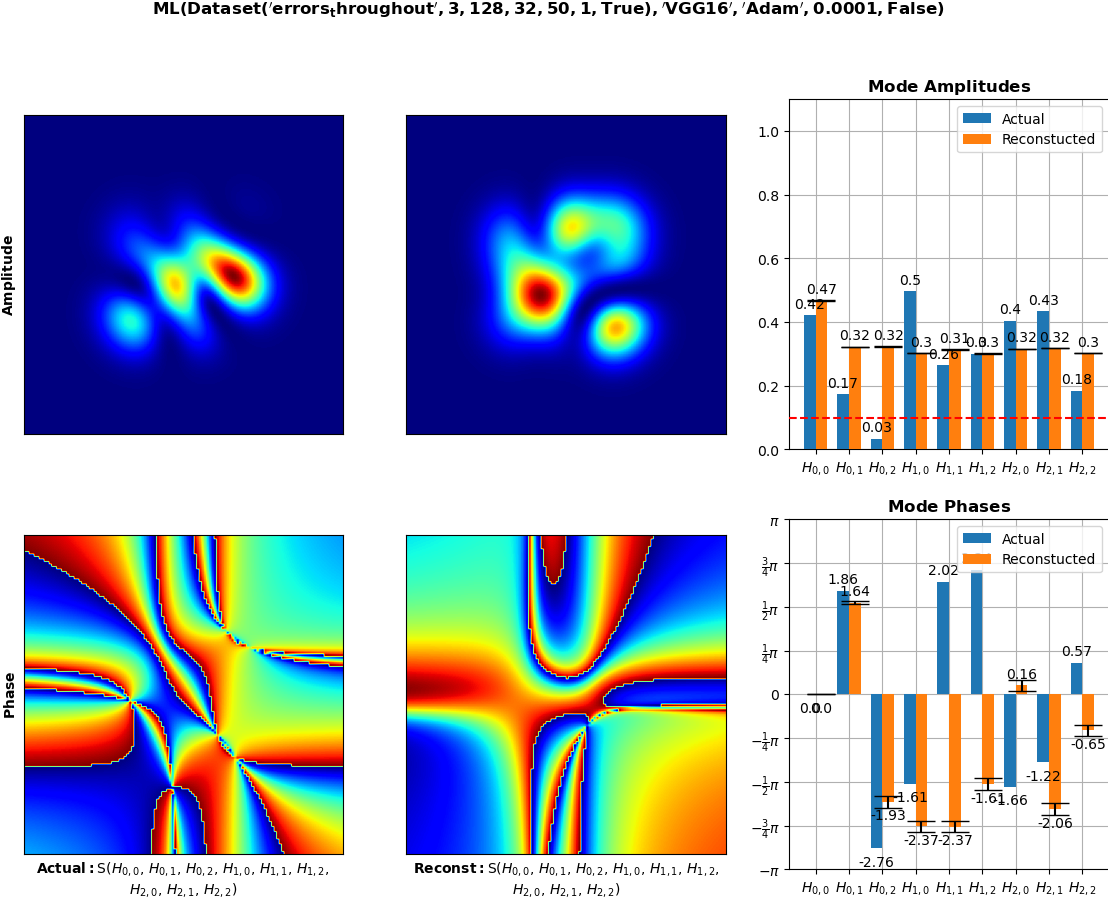 ML(Dataset('errors_throughout', 3, 128, 32, 50, 1, True), 'VGG16', 'Adam', 0.0001, False)
Amplitude
Mode Amplitudes
Actual
Reconstucted
1.0
0.8
0.6
0.4
0.2
0.0
0.42
0.47
0.17
0.32
0.03
0.32
0.5
0.3
0.26
0.31
0.3
0.3
0.4
0.32
0.43
0.32
0.18
0.3
H0,0 H0,1 H0,2 H1,0 H1,1 H1,2 H2,0 H2,1 H2,2
Phase
Mode Phases
Actual
Reconstucted
π
3/4π
1/2π
1/4π
0
−1/4π
−1/2π
−3/4π
−π
0.0
0.0
1.86
1.64
-2.76
-1.93
-1.61
-2.37
2.02
-2.37
-1.61
-1.66
0.16
-1.22
-2.06
0.57
-0.65
H0,0 H0,1 H0,2 H1,0 H1,1 H1,2 H2,0 H2,1 H2,2
Actual: S(H0,0, H0,1, H0,2, H1,0, H1,1, H1,2,
H2,0, H2,1, H2,2)
Reconst: S(H0,0, H0,1, H0,2, H1,0, H1,1, H1,2,
H2,0, H2,1, H2,2)